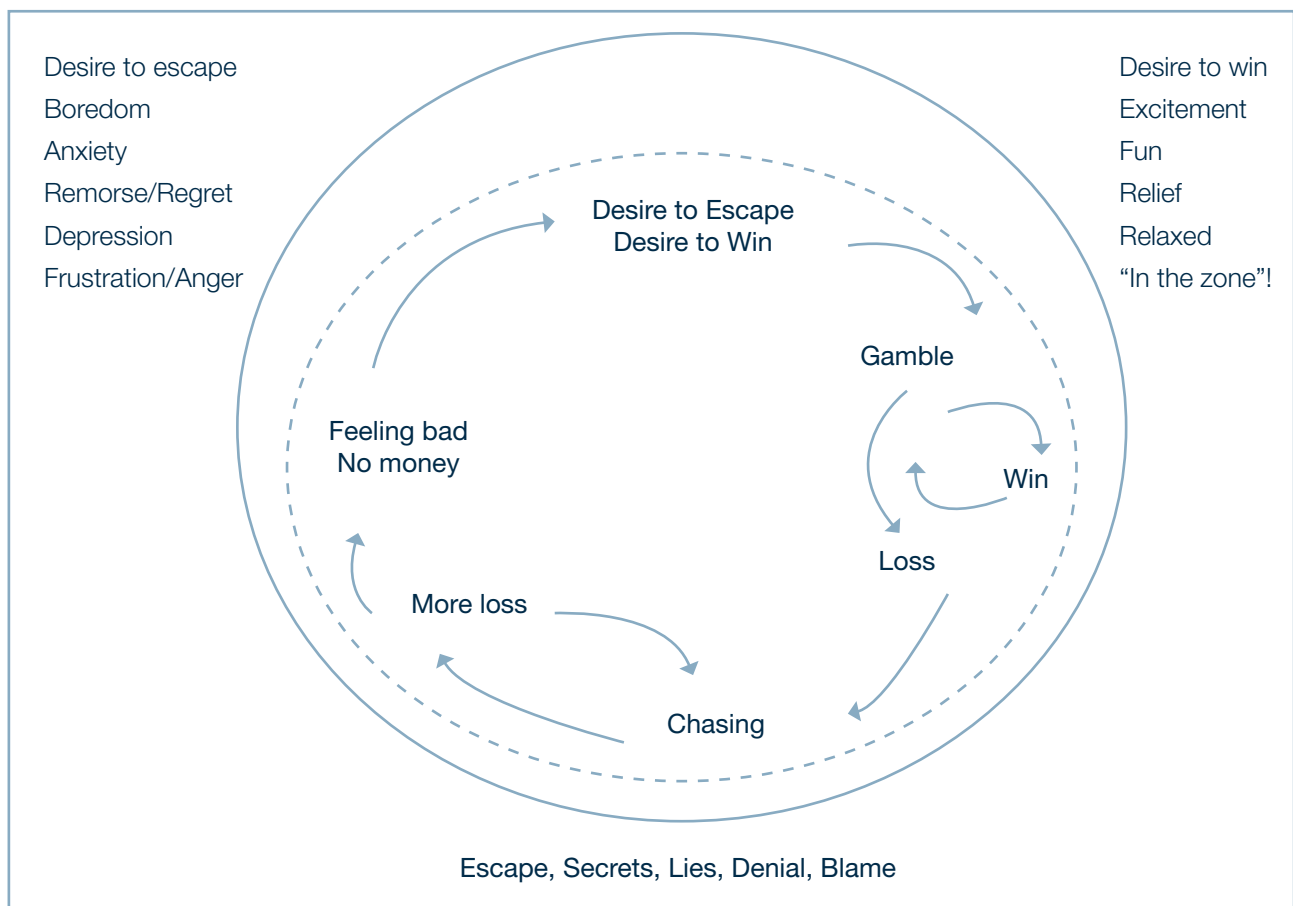 Desire to escape
Boredom
Anxiety
Remorse/Regret
Depression
Frustration/Anger
Desire to win
Excitement
Fun
Relief
Relaxed
“In the zone”!
Desire to Escape
Desire to Win
Gamble
Win
Loss
Chasing
More loss
Feeling bad
No money
Escape, Secrets, Lies, Denial, Blame